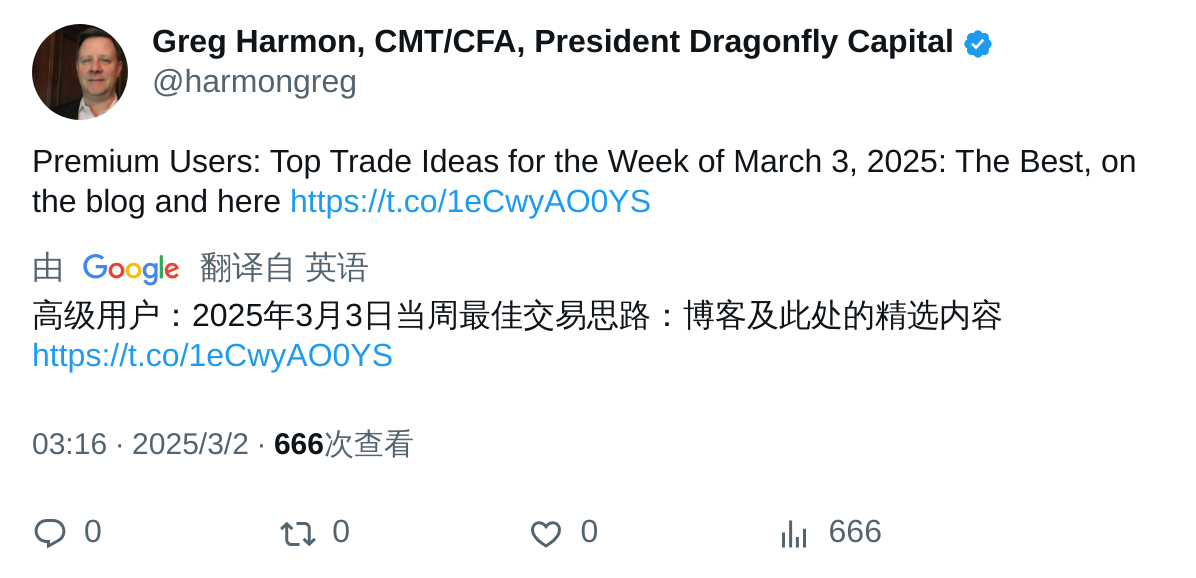 Greg Harmon, CMT/CFA, President Dragonfly Capital
@harmongreg
Premium Users: Top Trade Ideas for the Week of March 3, 2025: The Best, on
the blog and here https://t.co/1eCwyAO0YS
由 Google 翻译自 英语
高级用户：2025年3月3日当周最佳交易思路：博客及此处的精选内容
https://t.co/1eCwyAO0YS
03:16 · 2025/3/2 · 666次查看
0 0 0 666